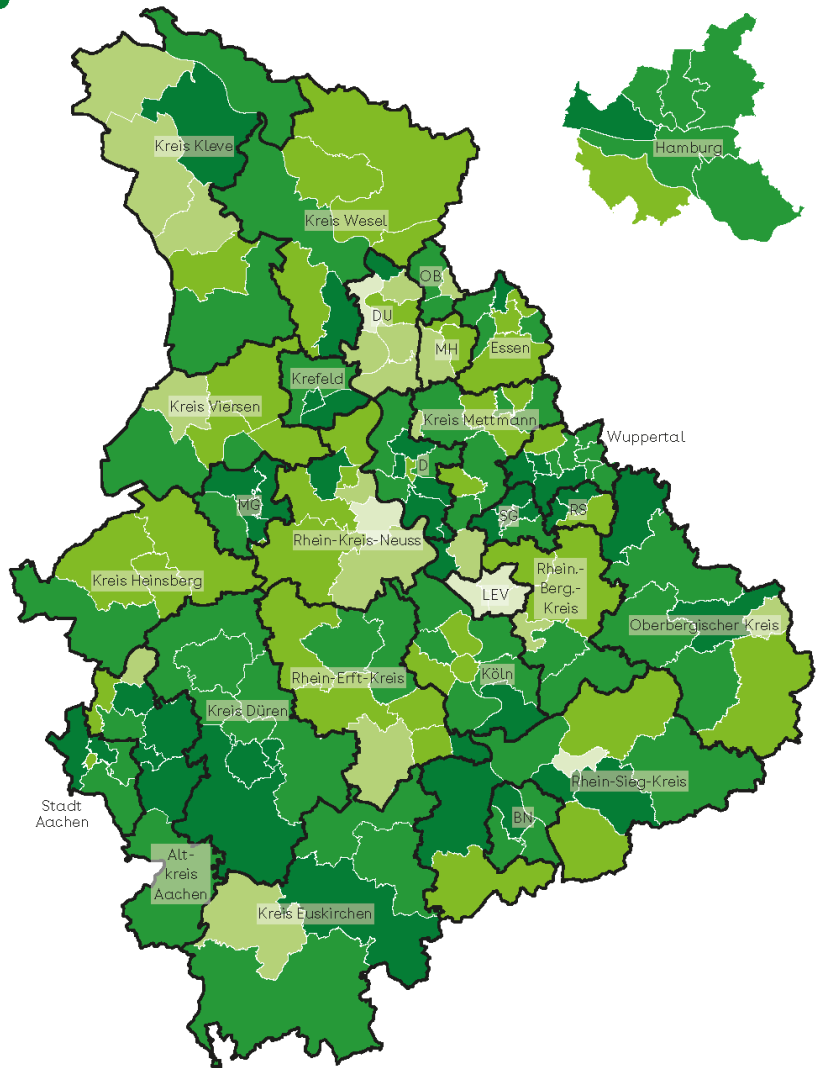 Hamburg
Kreis Kleve
Kreis Wesel
OB
DU
MH
Essen
Krefeld
Kreis Viersen
Kreis Mettmann
Wuppertal
D
MG
SG
RS
Rhein-Kreis-Neuss
Kreis Heinsberg
Rhein.-
Berg.-
Kreis
LEV
Oberbergischer Kreis
Rhein-Erft-Kreis
Köln
Kreis Düren
Rhein-Sieg-Kreis
Stadt
Aachen
BN
Alt-
kreis
Aachen
Kreis Euskirchen